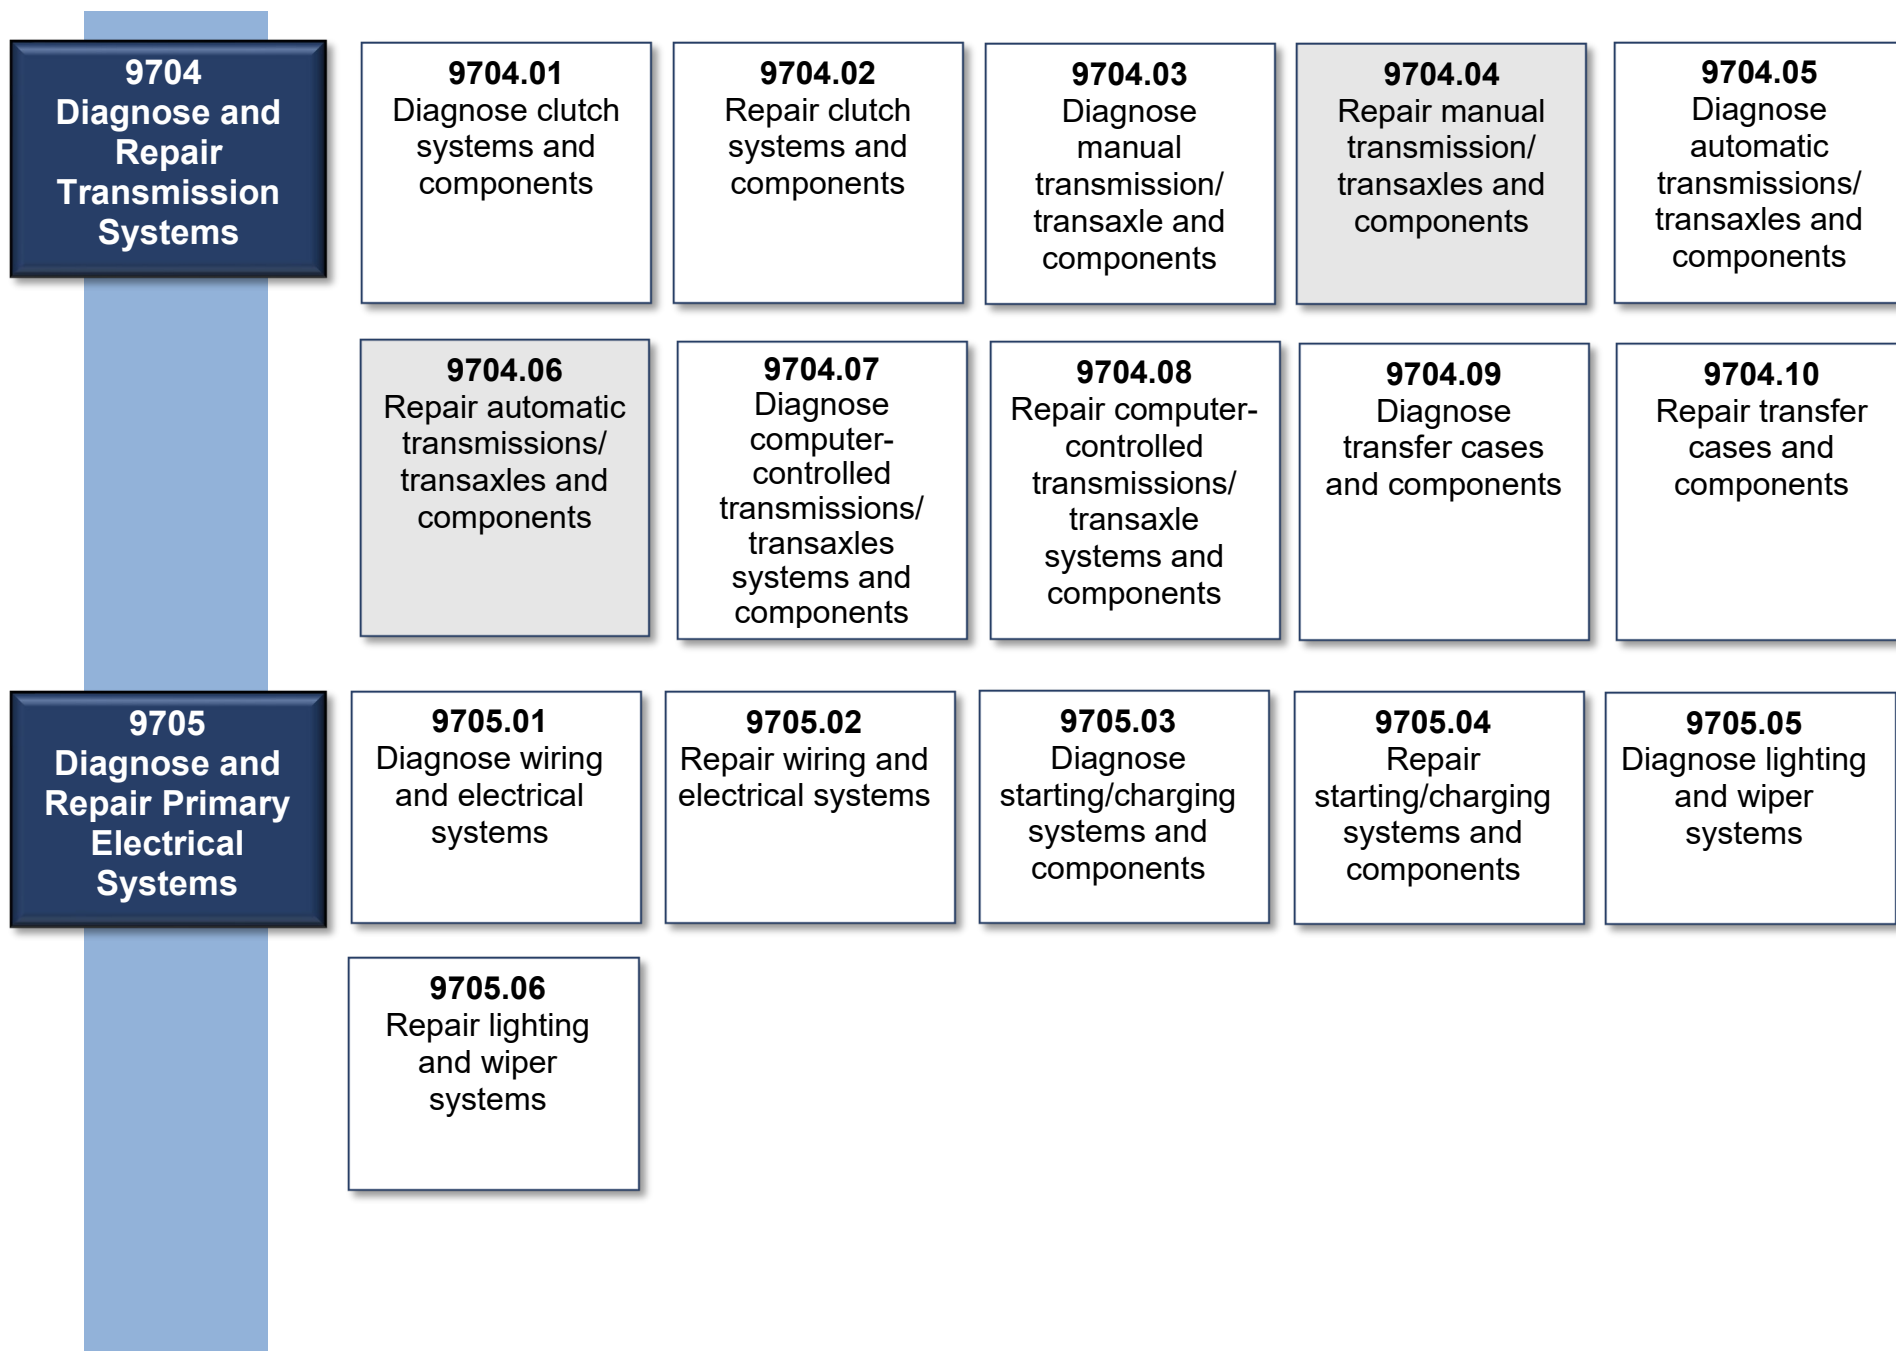 9704
Diagnose and
Repair
Transmission
Systems
9704.01
Diagnose clutch
systems and
components
9704.02
Repair clutch
systems and
components
9704.03
Diagnose
manual
transmission/
transaxle and
components
9704.04
Repair manual
transmission/
transaxles and
components
9704.05
Diagnose
automatic
transmissions/
transaxles and
components
9704.06
Repair automatic
transmissions/
transaxles and
components
9704.07
Diagnose
computer-
controlled
transmissions/
transaxles
systems and
components
9704.08
Repair computer-
controlled
transmissions/
transaxle
systems and
components
9704.09
Diagnose
transfer cases
and components
9704.10
Repair transfer
cases and
components
9705
Diagnose and
Repair Primary
Electrical
Systems
9705.01
Diagnose wiring
and electrical
systems
9705.02
Repair wiring and
electrical systems
9705.03
Diagnose
starting/charging
systems and
components
9705.04
Repair
starting/charging
systems and
components
9705.05
Diagnose lighting
and wiper
systems
9705.06
Repair lighting
and wiper
systems